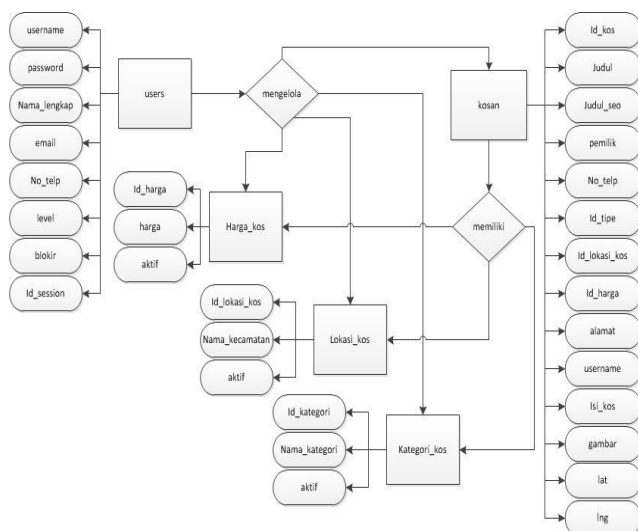 username
password
Nama_lengkap
email
No_telp
level
blokir
Id_session
users
mengelola
kosan
memiliki
Id_harga
harga
aktif
Harga_kos
Id_lokasi_kos
Nama_kecamatan
aktif
Lokasi_kos
Id_kategori
Nama_kategori
aktif
Kategori_kos
Id_kos
Judul
Judul_seo
pemilik
No_telp
Id_tipe
Id_lokasi_kos
Id_harga
alamat
username
Isi_kos
gambar
lat
lng